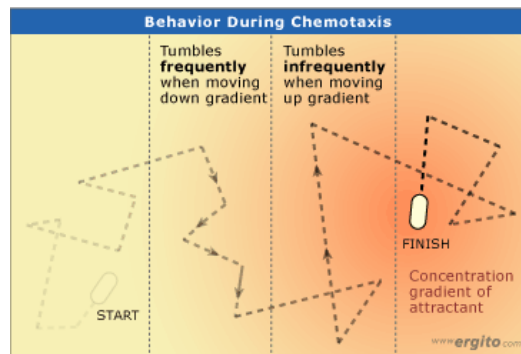 Behavior During Chemotaxis
Tumbles
frequently
when moving
down gradient
Tumbles
infrequently
when moving
up gradient
START
FINISH
Concentration
gradient of
attractant
www.ergito.com